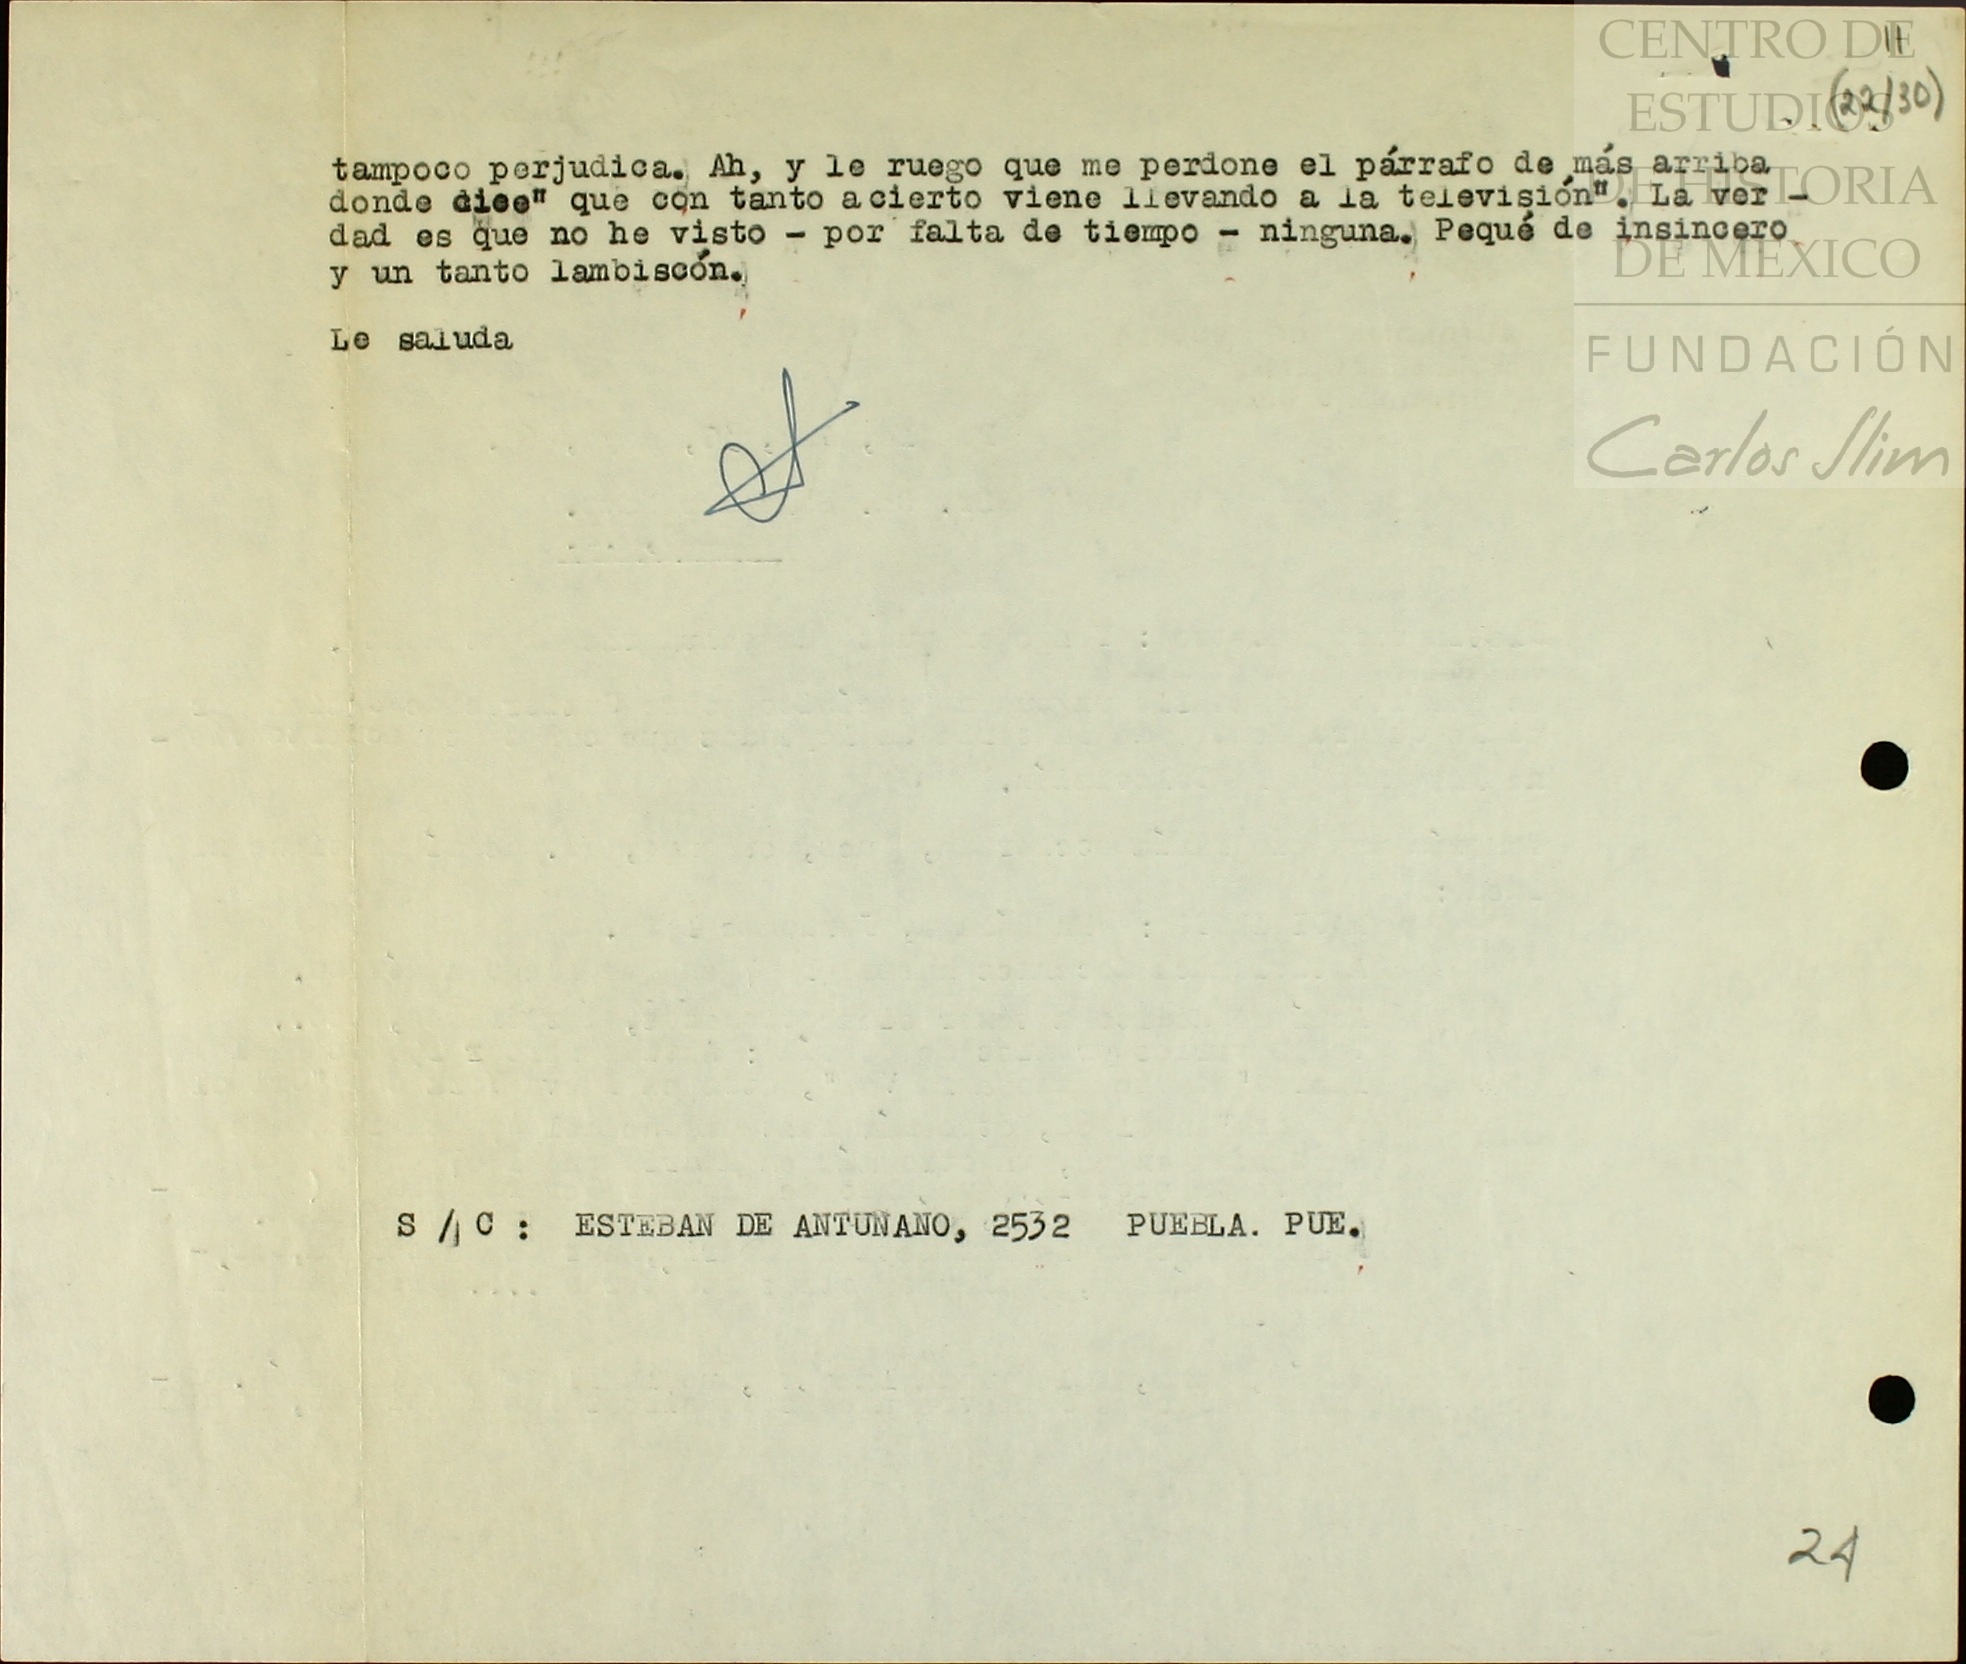 11
(22/30)
tampoco perjudica. Ah, y le ruego que me perdone el párrafo de más arriba
donde dice" que con tanto acierto viene llevando a la televisión". La ver -
dad es que no he visto - por falta de tiempo - ninguna. Pequé de insincero
y un tanto lambiscón.
Le saluda
S / C : ESTEBAN DE ANTUNANO, 2532 PUEBLA. PUE.
24
CENTRO DE
ESTUDIOS
DE HISTORIA
DE MÉXICO
FUNDACIÓN
Carlos Slim